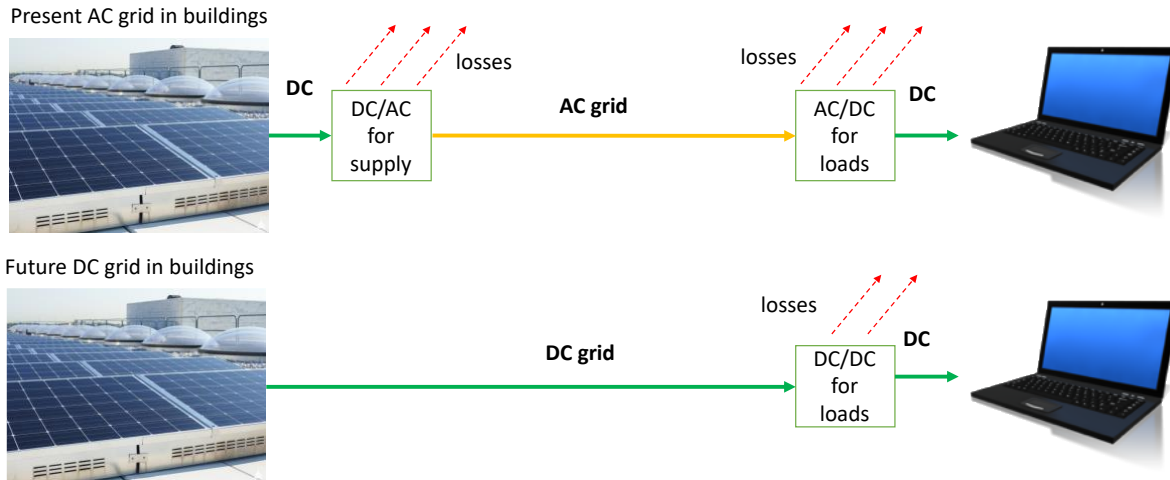 Present AC grid in buildings
losses
losses
DC
DC/AC
for
supply
AC grid
AC/DC
for
loads
DC
Future DC grid in buildings
losses
DC grid
DC/DC
for
loads
DC